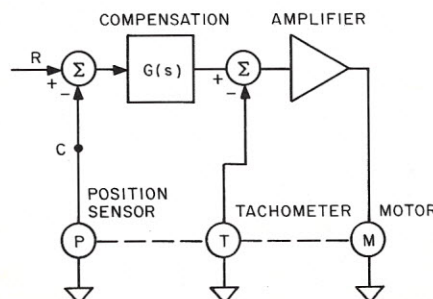 COMPENSATION
AMPLIFIER
R
+
−
Σ
G(s)
+
−
Σ
C
POSITION
SENSOR
TACHOMETER
MOTOR
P
T
M